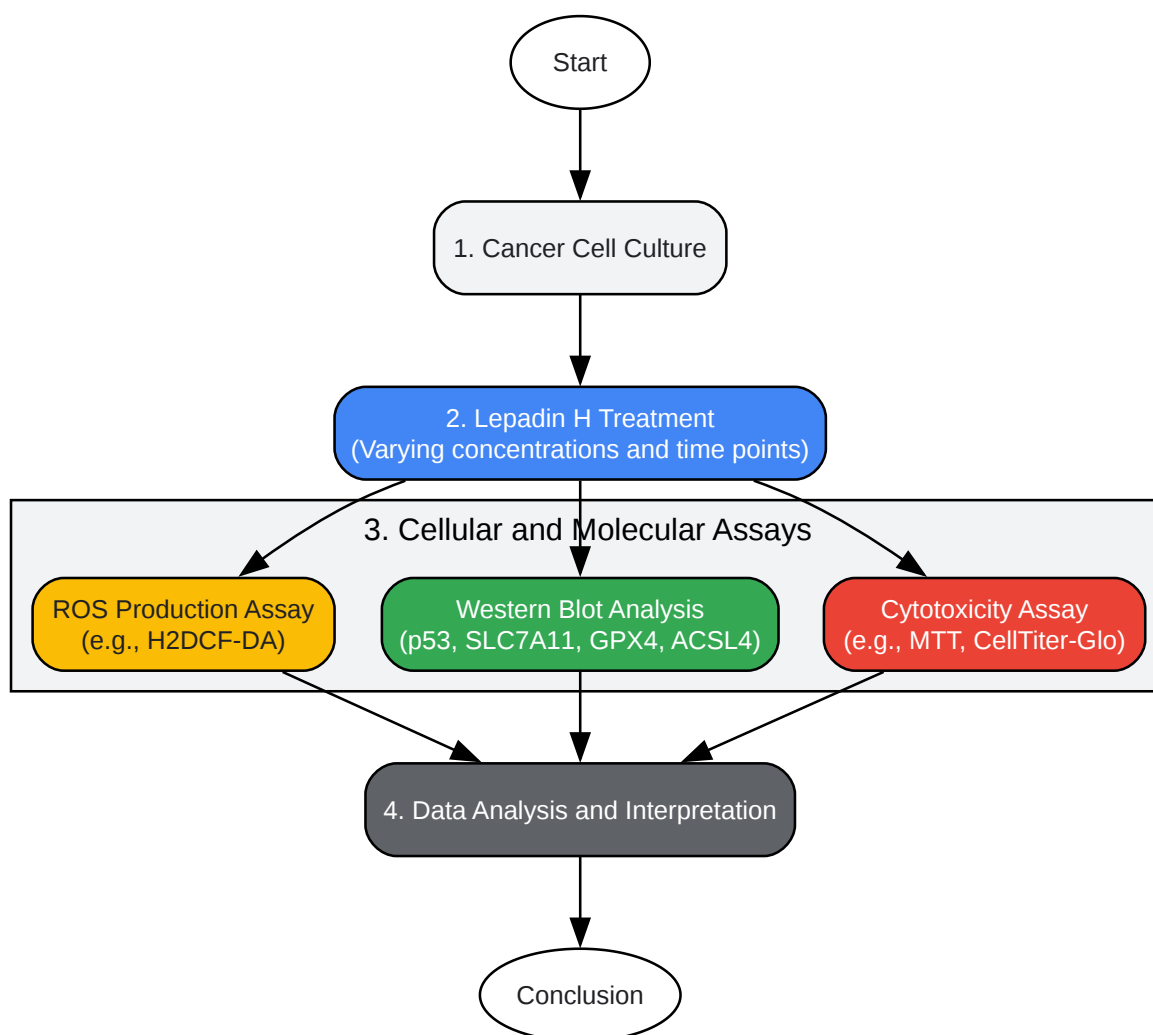 Start
1. Cancer Cell Culture
2. Lepadin H Treatment
(Varying concentrations and time points)
3. Cellular and Molecular Assays
ROS Production Assay
(e.g., H2DCF-DA)
Western Blot Analysis
(p53, SLC7A11, GPX4, ACSL4)
Cytotoxicity Assay
(e.g., MTT, CellTiter-Glo)
4. Data Analysis and Interpretation
Conclusion